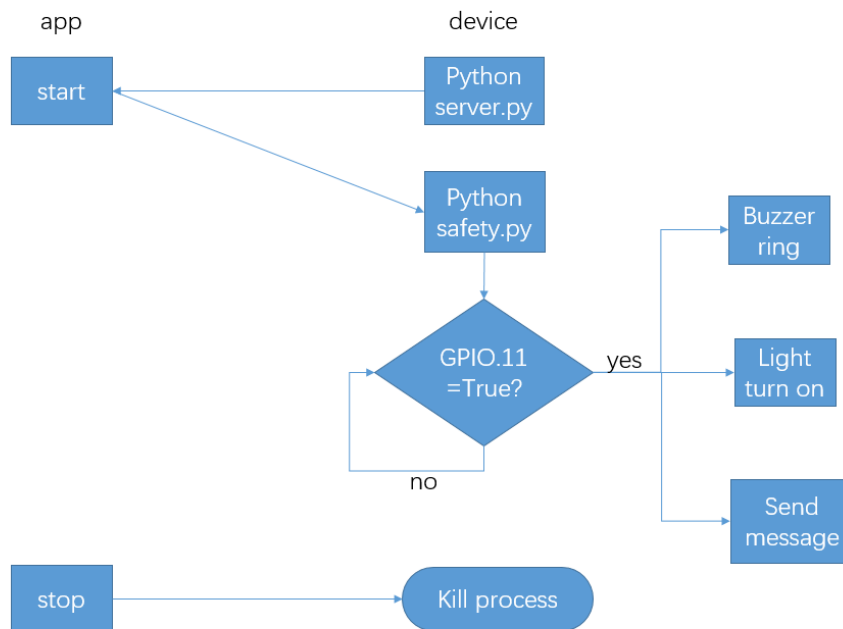 app
device
start
Python
server.py
Python
safety.py
Buzzer
ring
GPIO.11
=True?
yes
Light
turn on
no
Send
message
stop
Kill process